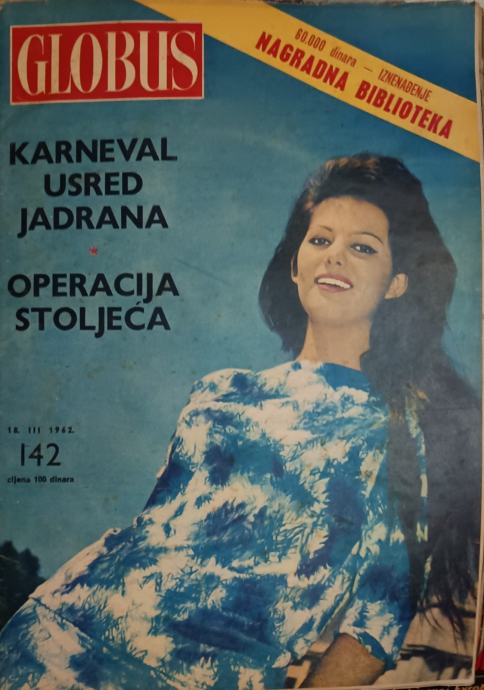 GLOBUS
60.000 dinara — IZNENAĐENJE
NAGRADNA BIBLIOTEKA
KARNEVAL
USRED
JADRANA
★
OPERACIJA
STOLJEĆA
18. III 1962.
142
cijena 100 dinara